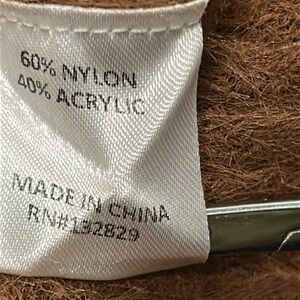 60% NYLON
40% ACRYLIC
MADE IN CHINA
RN#132829